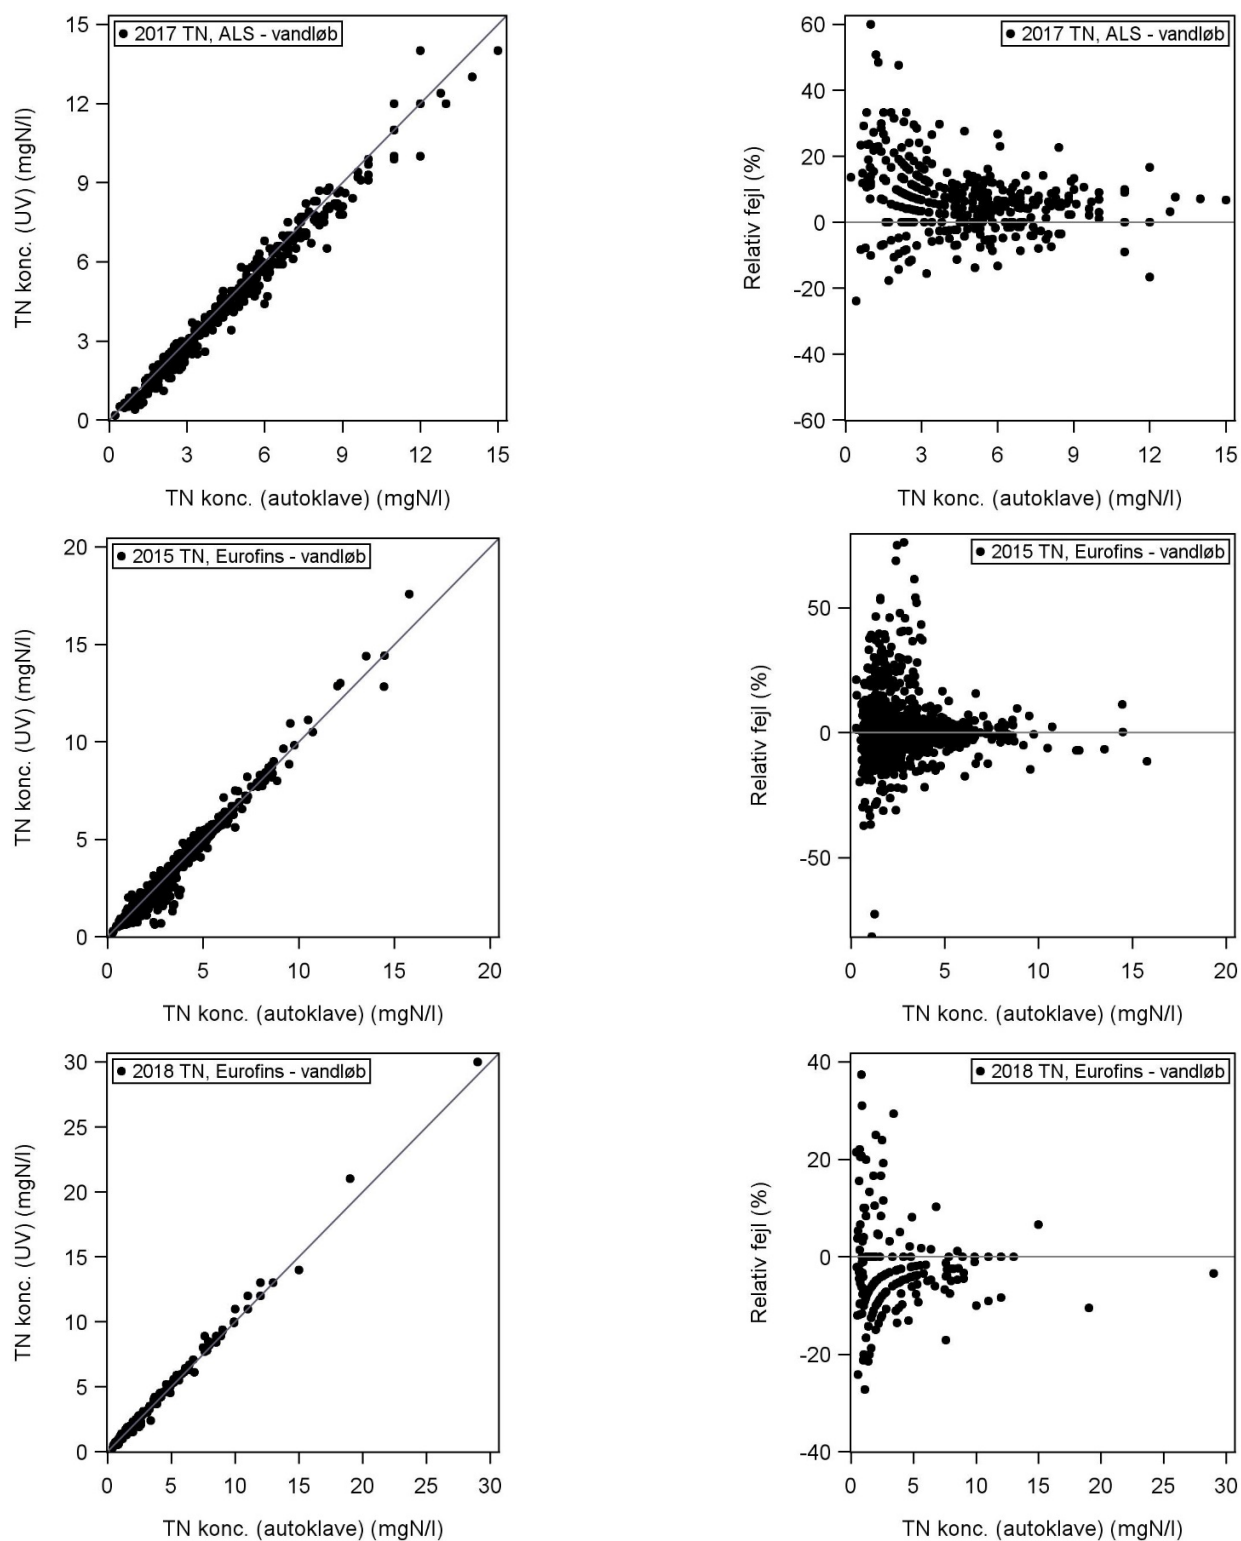 2017 TN, ALS - vandløb
TN konc. (UV) (mgN/l)
15
12
9
6
3
0
0 3 6 9 12 15
TN konc. (autoklave) (mgN/l)
2017 TN, ALS - vandløb
Relativ fejl (%)
60
40
20
0
-20
-40
-60
0 3 6 9 12 15
TN konc. (autoklave) (mgN/l)
2015 TN, Eurofins - vandløb
TN konc. (UV) (mgN/l)
20
15
10
5
0
0 5 10 15 20
TN konc. (autoklave) (mgN/l)
2015 TN, Eurofins - vandløb
Relativ fejl (%)
50
0
-50
0 5 10 15 20
TN konc. (autoklave) (mgN/l)
2018 TN, Eurofins - vandløb
TN konc. (UV) (mgN/l)
30
25
20
15
10
5
0
0 5 10 15 20 25 30
TN konc. (autoklave) (mgN/l)
2018 TN, Eurofins - vandløb
Relativ fejl (%)
40
20
0
-20
-40
0 5 10 15 20 25 30
TN konc. (autoklave) (mgN/l)